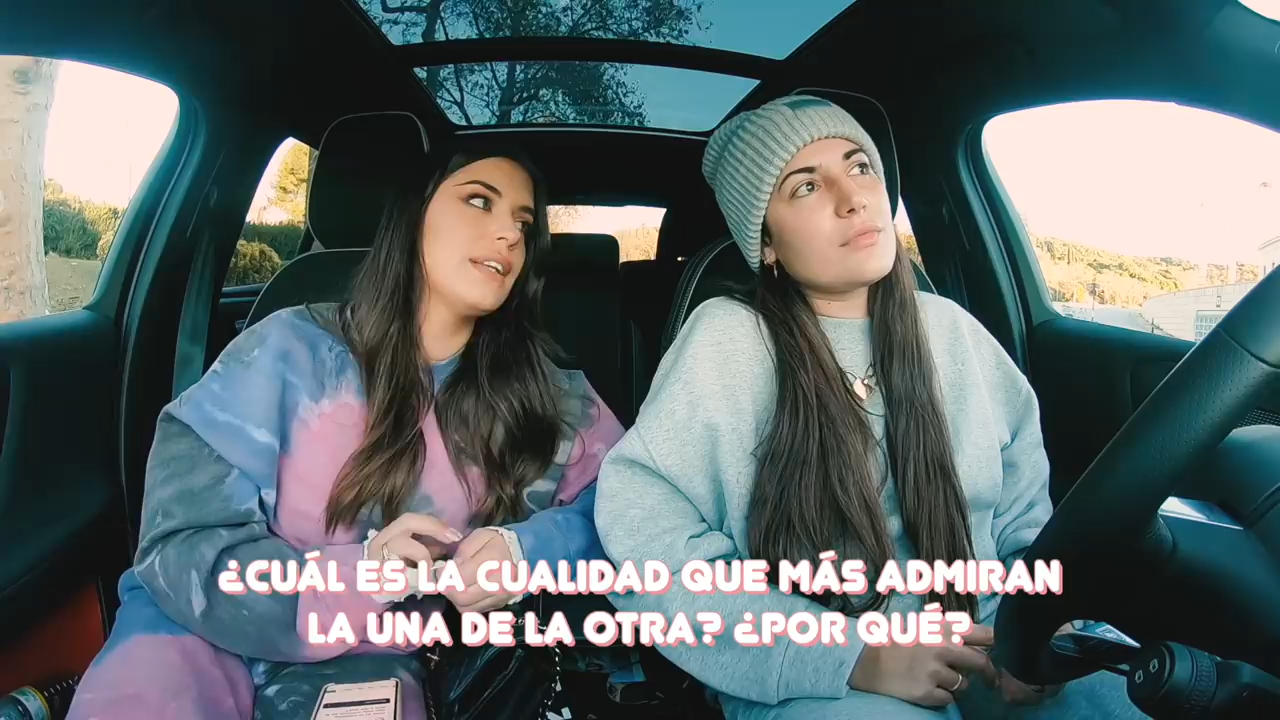 ¿CUÁL ES LA CUALIDAD QUE MÁS ADMIRAN
LA UNA DE LA OTRA? ¿POR QUÉ?